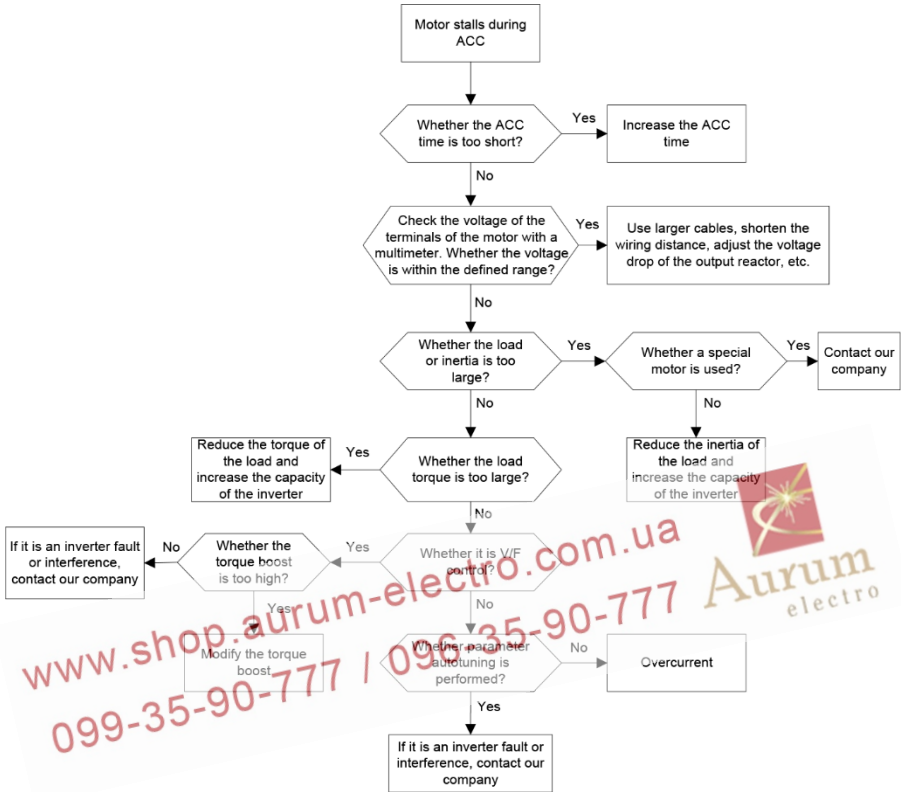 Motor stalls during
ACC
Whether the ACC
time is too short?
Yes
Increase the ACC
time
No
Check the voltage of the
terminals of the motor with a
multimeter. Whether the voltage
is within the defined range?
Yes
Use larger cables, shorten the
wiring distance, adjust the voltage
drop of the output reactor, etc.
No
Whether the load
or inertia is too
large?
Yes
Whether a special
motor is used?
Yes
Contact our
company
No
No
Reduce the torque of
the load and
increase the capacity
of the inverter
Yes
Whether the load
torque is too large?
Reduce the inertia of
the load and
increase the capacity
of the inverter
No
If it is an inverter fault
or interference,
contact our company
No
Whether the
torque boost
is too high?
Yes
Whether it is V/F
control?
Yes
No
Modify the torque
boost
Whether parameter
autotuning is
performed?
No
Overcurrent
Yes
If it is an inverter fault or
interference, contact our
company
www.shop.aurum-electro.com.ua
099-35-90-777 / 096-35-90-777
Aurum
electro